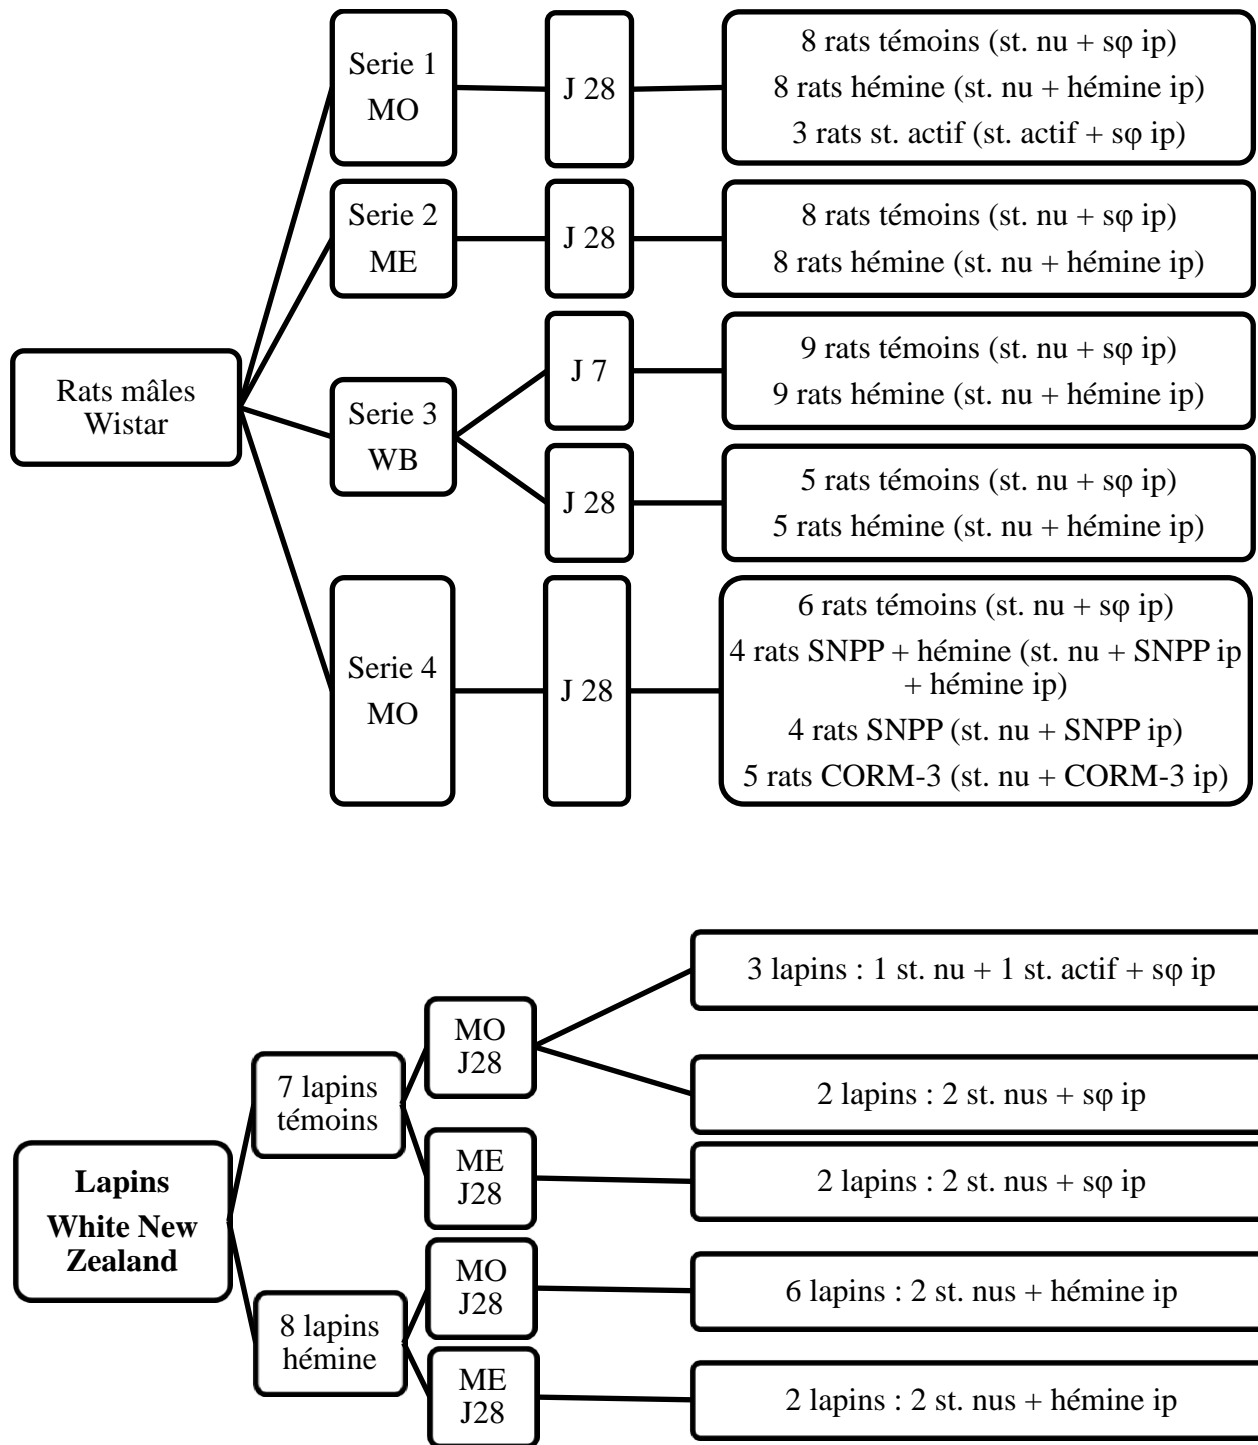 Serie 1
MO
J 28
8 rats témoins (st. nu + sφ ip)
8 rats hémine (st. nu + hémine ip)
3 rats st. actif (st. actif + sφ ip)
Serie 2
ME
J 28
8 rats témoins (st. nu + sφ ip)
8 rats hémine (st. nu + hémine ip)
Rats mâles
Wistar
Serie 3
WB
J 7
9 rats témoins (st. nu + sφ ip)
9 rats hémine (st. nu + hémine ip)
J 28
5 rats témoins (st. nu + sφ ip)
5 rats hémine (st. nu + hémine ip)
Serie 4
MO
J 28
6 rats témoins (st. nu + sφ ip)
4 rats SNPP + hémine (st. nu + SNPP ip
+ hémine ip)
4 rats SNPP (st. nu + SNPP ip)
5 rats CORM-3 (st. nu + CORM-3 ip)
Lapins
White New
Zealand
7 lapins
témoins
MO
J28
3 lapins : 1 st. nu + 1 st. actif + sφ ip
2 lapins : 2 st. nus + sφ ip
ME
J28
2 lapins : 2 st. nus + sφ ip
8 lapins
hémine
MO
J28
6 lapins : 2 st. nus + hémine ip
ME
J28
2 lapins : 2 st. nus + hémine ip